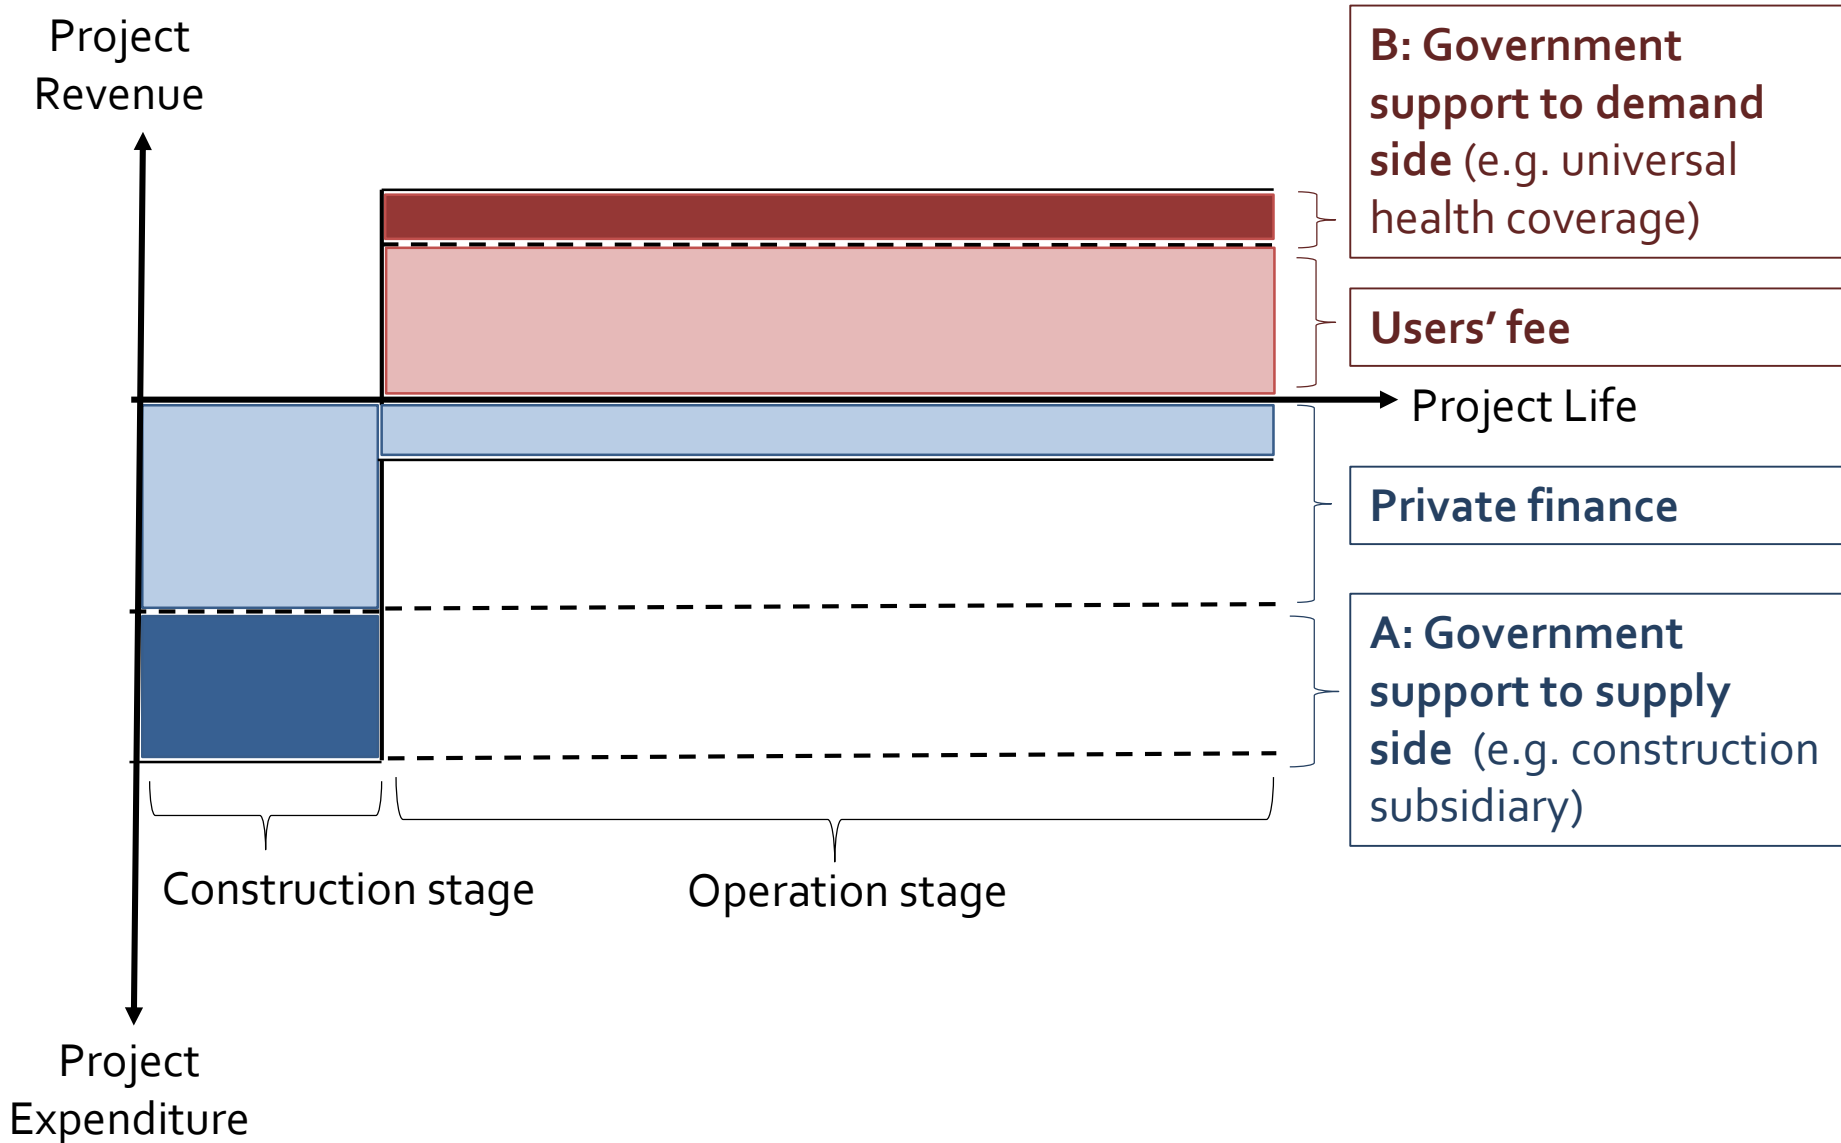 Project
Revenue
B: Government
support to demand
side (e.g. universal
health coverage)
Users’ fee
Project Life
Private finance
A: Government
support to supply
side  (e.g. construction
subsidiary)
Construction stage
Operation stage
Project
Expenditure